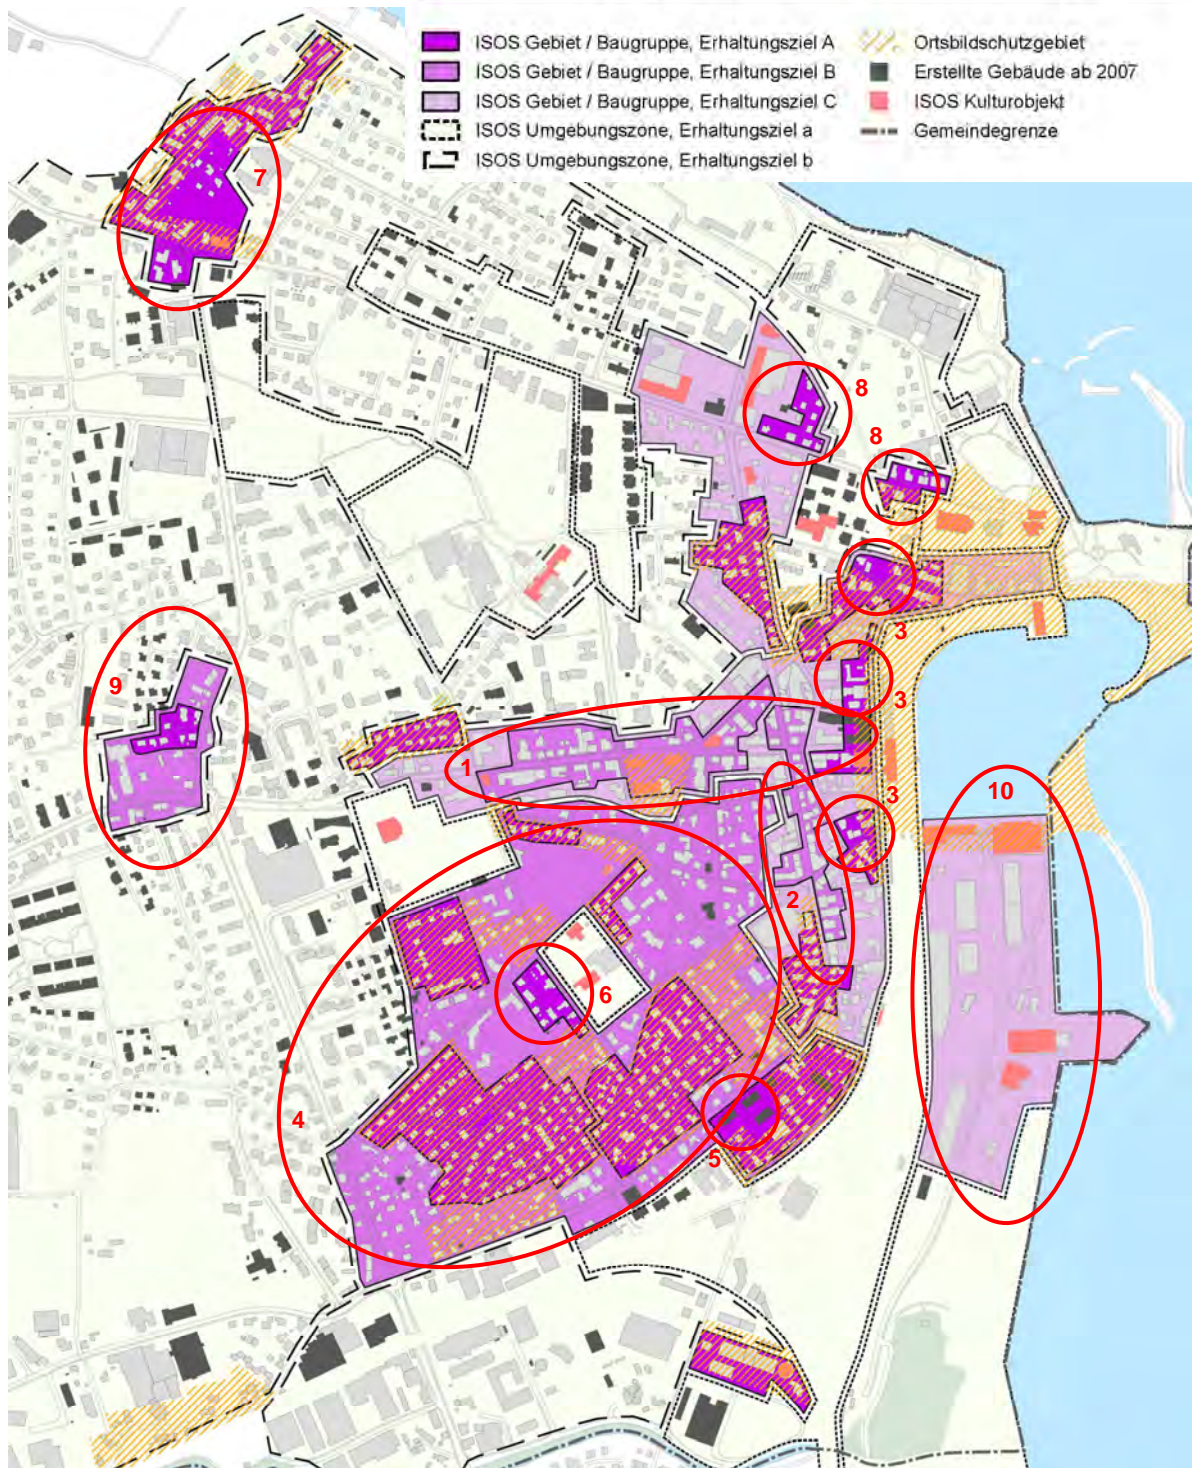 ISOS Gebiet / Baugruppe, Erhaltungsziel A
ISOS Gebiet / Baugruppe, Erhaltungsziel B
ISOS Gebiet / Baugruppe, Erhaltungsziel C
ISOS Umgebungszone, Erhaltungsziel a
ISOS Umgebungszone, Erhaltungsziel b
Ortsbildschutzgebiet
Erstellte Gebäude ab 2007
ISOS Kulturobjekt
Gemeindegrenze
7
8
8
3
9
3
1
3
10
2
6
4
5